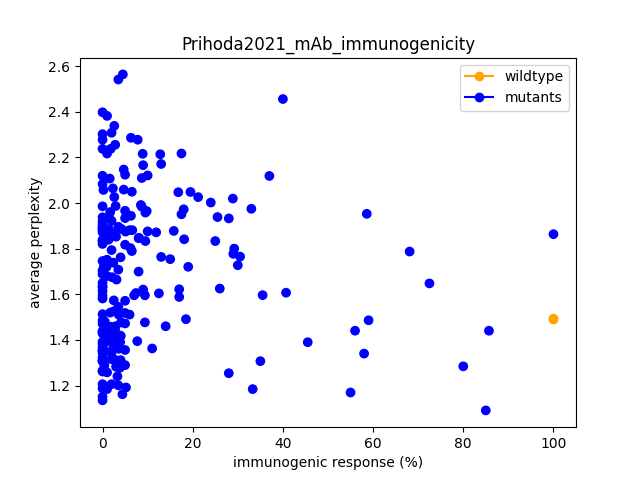 Prihoda2021_mAb_immunogenicity
wildtype
mutants
average perplexity
2.6
2.4
2.2
2.0
1.8
1.6
1.4
1.2
0 20 40 60 80 100
immunogenic response (%)